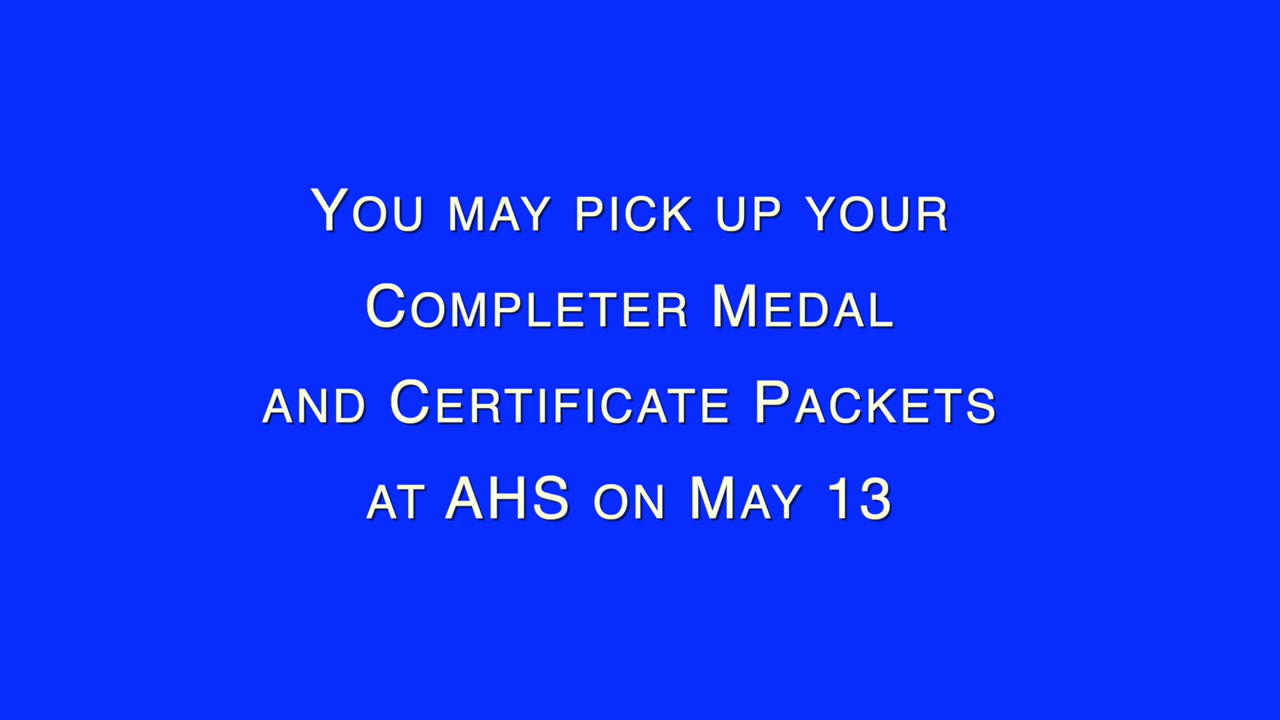 You may pick up your
Completer Medal
and Certificate Packets
at AHS on May 13